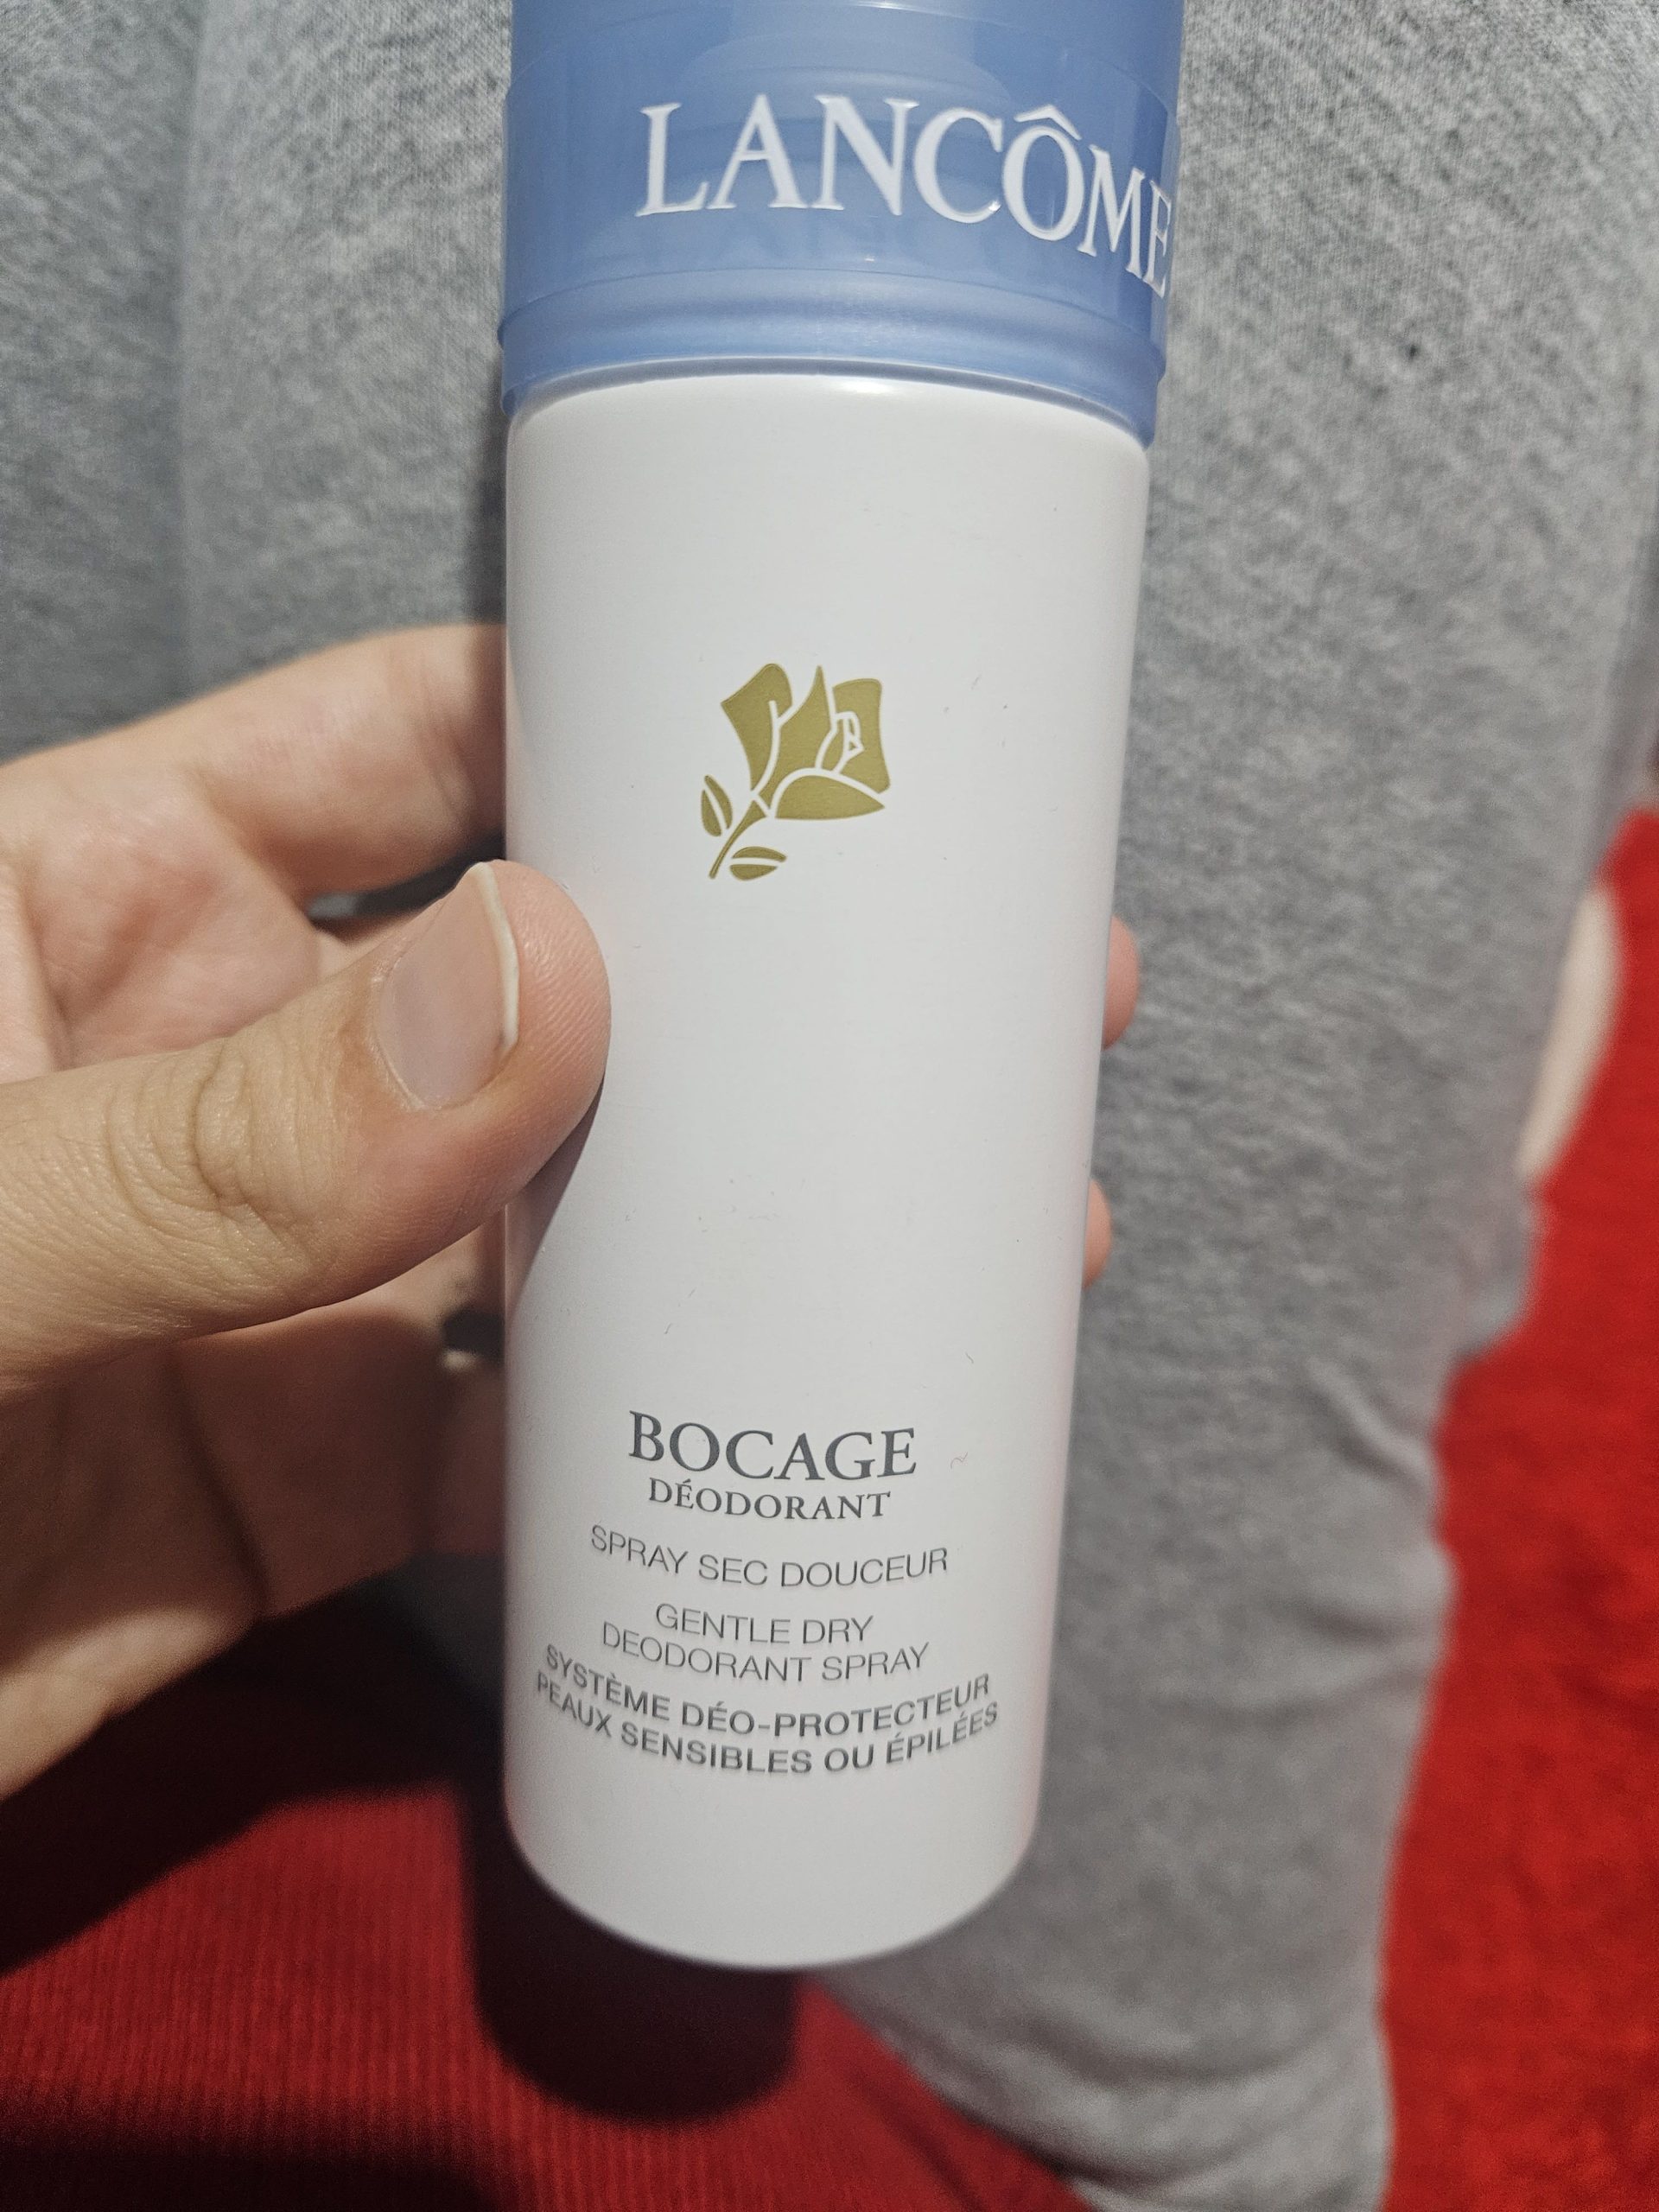 LANCÔME
BOCAGE
DÉODORANT
SPRAY SEC DOUCEUR
GENTLE DRY
DEODORANT SPRAY
SYSTÈME DÉO-PROTECTEUR
PEAUX SENSIBLES OU ÉPILÉES